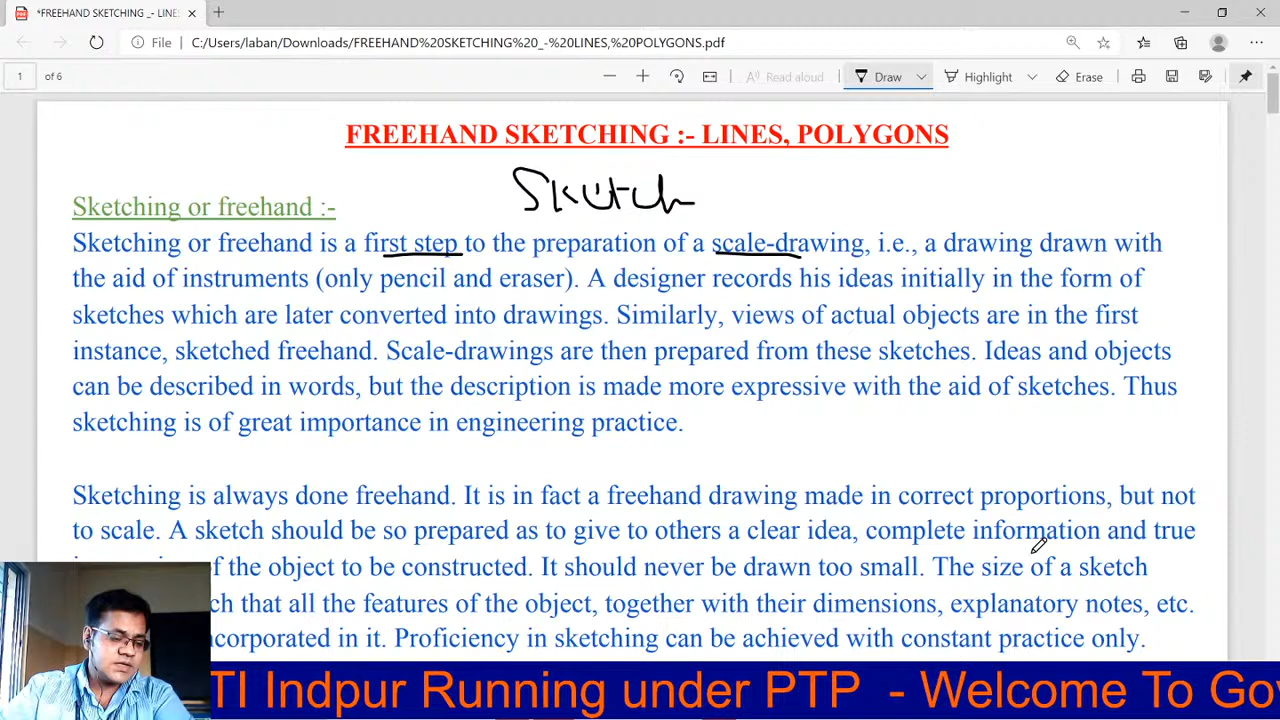 *FREEHAND SKETCHING _- LINES
File C:/Users/laban/Downloads/FREEHAND%20SKETCHING%20_-%20LINES,%20POLYGONS.pdf
1 of 6 Read aloud Draw Highlight Erase
FREEHAND SKETCHING :- LINES, POLYGONS
Sketch
Sketching or freehand :-
Sketching or freehand is a first step to the preparation of a scale-drawing, i.e., a drawing drawn with
the aid of instruments (only pencil and eraser). A designer records his ideas initially in the form of
sketches which are later converted into drawings. Similarly, views of actual objects are in the first
instance, sketched freehand. Scale-drawings are then prepared from these sketches. Ideas and objects
can be described in words, but the description is made more expressive with the aid of sketches. Thus
sketching is of great importance in engineering practice.
Sketching is always done freehand. It is in fact a freehand drawing made in correct proportions, but not
to scale. A sketch should be so prepared as to give to others a clear idea, complete information and true
the object to be constructed. It should never be drawn too small. The size of a sketch
that all the features of the object, together with their dimensions, explanatory notes, etc.
incorporated in it. Proficiency in sketching can be achieved with constant practice only.
TI Indpur Running under PTP - Welcome To Gov